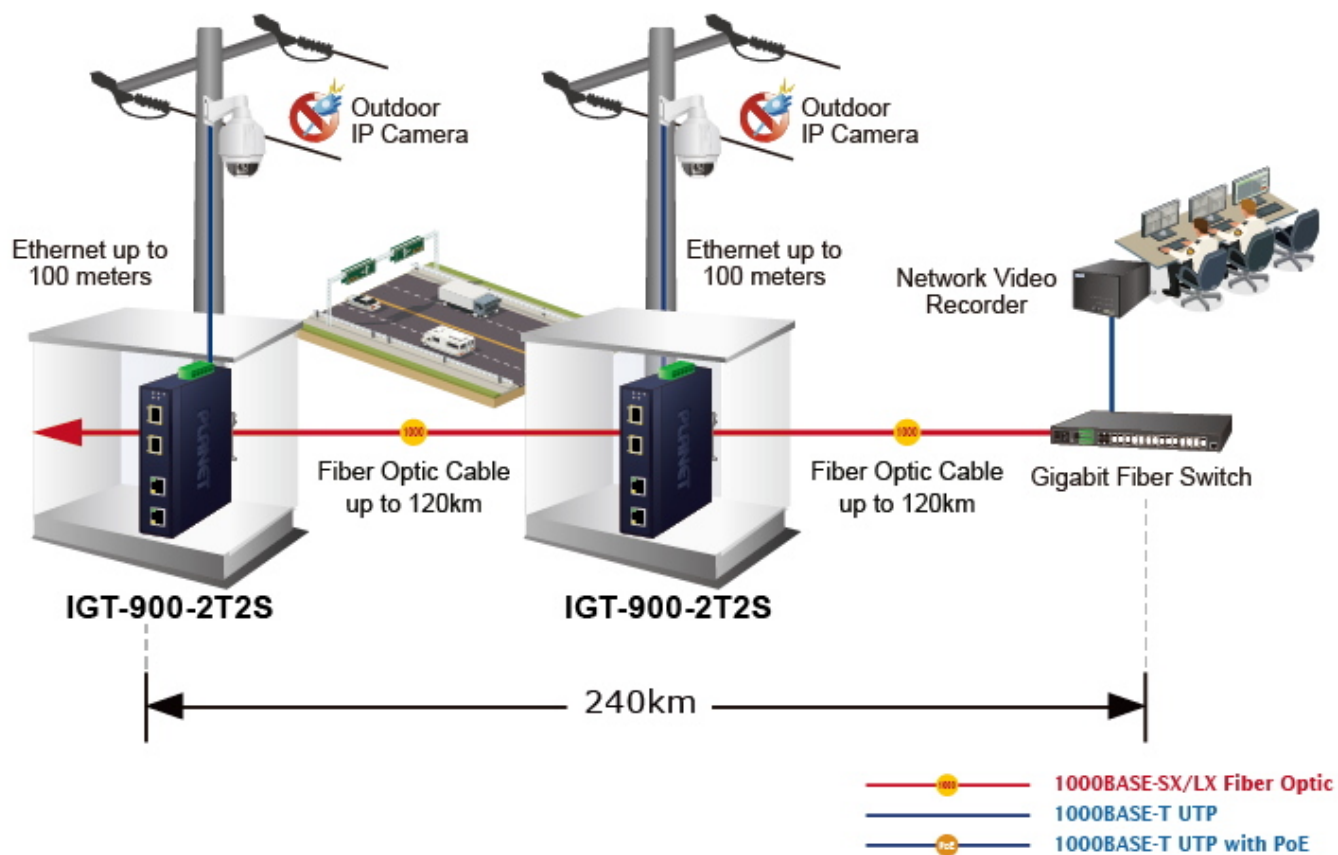 Outdoor
IP Camera
Outdoor
IP Camera
Ethernet up to
100 meters
Ethernet up to
100 meters
Network Video
Recorder
PLANET
PLANET
1000
1000
Fiber Optic Cable
up to 120km
Fiber Optic Cable
up to 120km
Gigabit Fiber Switch
IGT-900-2T2S
IGT-900-2T2S
240km
1000
1000BASE-SX/LX Fiber Optic
1000BASE-T UTP
PoE
1000BASE-T UTP with PoE